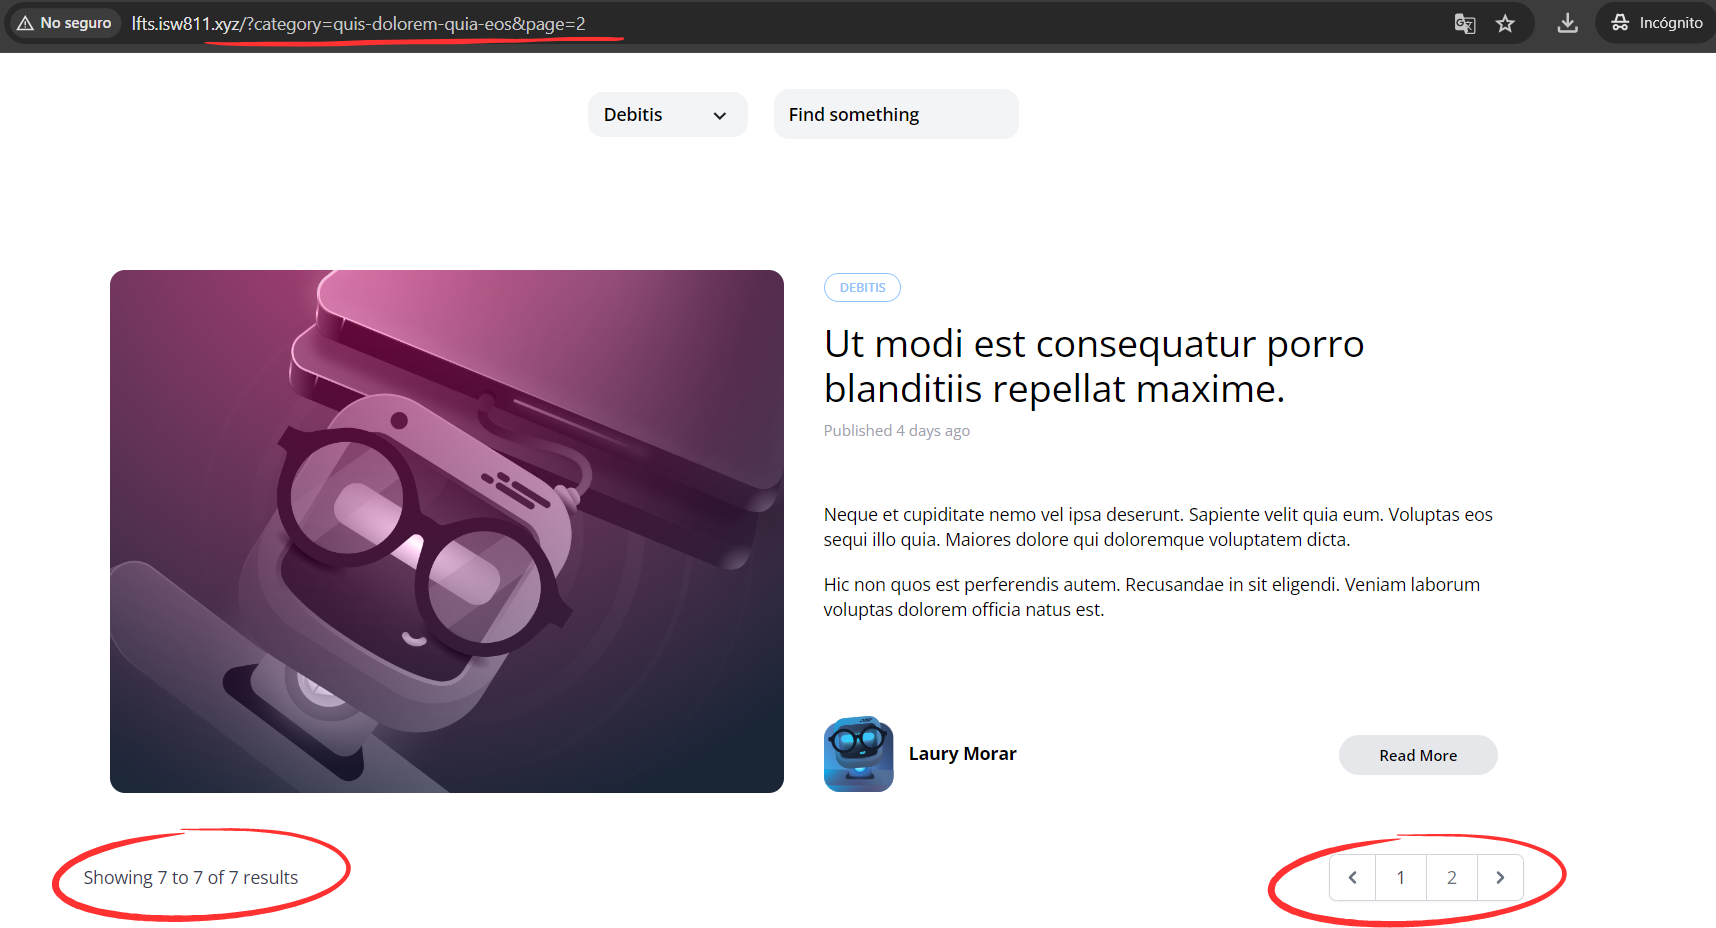 No seguro
lfts.isw811.xyz/?category=quis-dolorem-quia-eos&page=2
Incógnito
Debitis
Find something
DEBITIS
Ut modi est consequatur porro
blanditiis repellat maxime.
Published 4 days ago
Neque et cupiditate nemo vel ipsa deserunt. Sapiente velit quia eum. Voluptas eos
sequi illo quia. Maiores dolore qui doloremque voluptatem dicta.
Hic non quos est perferendis autem. Recusandae in sit eligendi. Veniam laborum
voluptas dolorem officia natus est.
Laury Morar
Read More
Showing 7 to 7 of 7 results
1 2